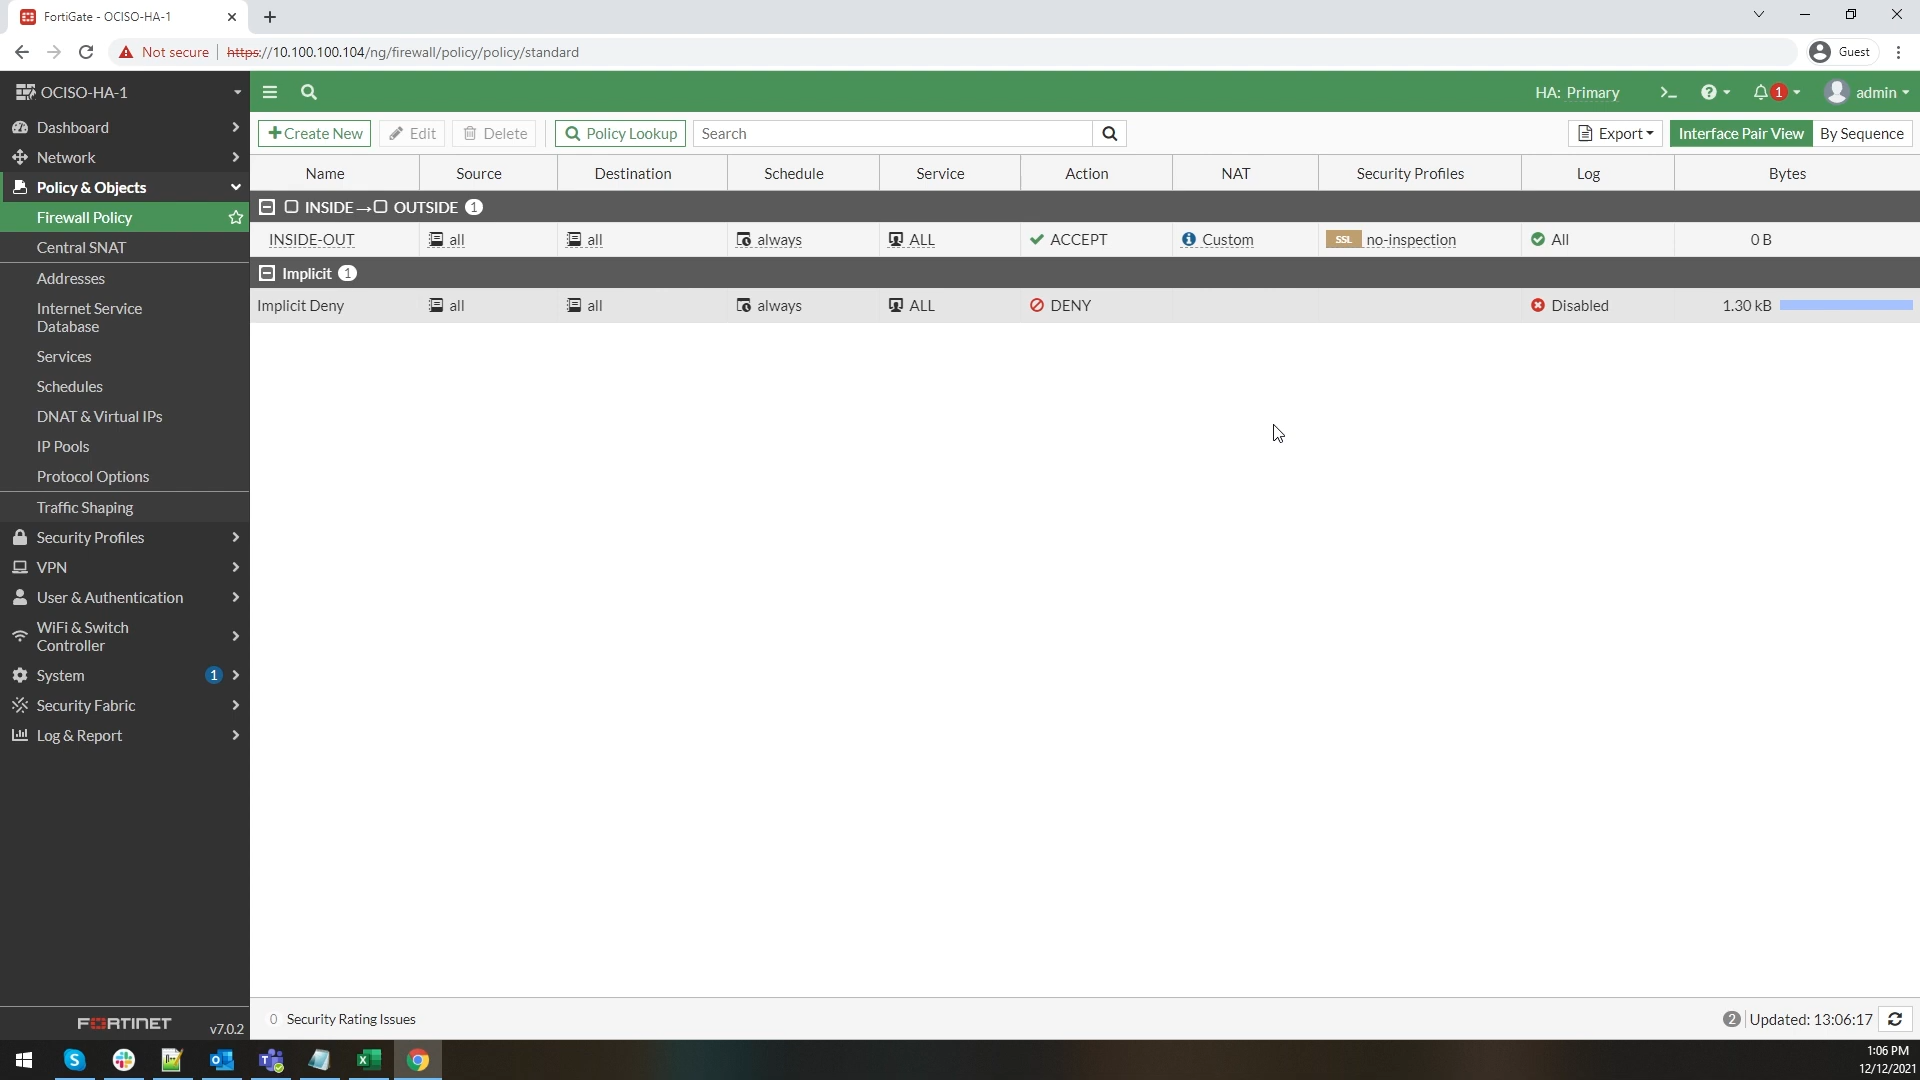 FortiGate - OCISO-HA-1
Not secure https://10.100.100.104/ng/firewall/policy/policy/standard Guest
OCISO-HA-1 HA: Primary 1 admin
Dashboard
Network
Policy & Objects
Firewall Policy
Central SNAT
Addresses
Internet Service
Database
Services
Schedules
DNAT & Virtual IPs
IP Pools
Protocol Options
Traffic Shaping
Security Profiles
VPN
User & Authentication
WiFi & Switch
Controller
System 1
Security Fabric
Log & Report
FORTINET v7.0.2
Create New Edit Delete Policy Lookup Search Export Interface Pair View By Sequence
Name Source Destination Schedule Service Action NAT Security Profiles Log Bytes
INSIDE → OUTSIDE 1
INSIDE-OUT all all always ALL ACCEPT Custom SSL no-inspection All 0 B
Implicit 1
Implicit Deny all all always ALL DENY Disabled 1.30 kB
0 Security Rating Issues 2 Updated: 13:06:17
1:06 PM
12/12/2021